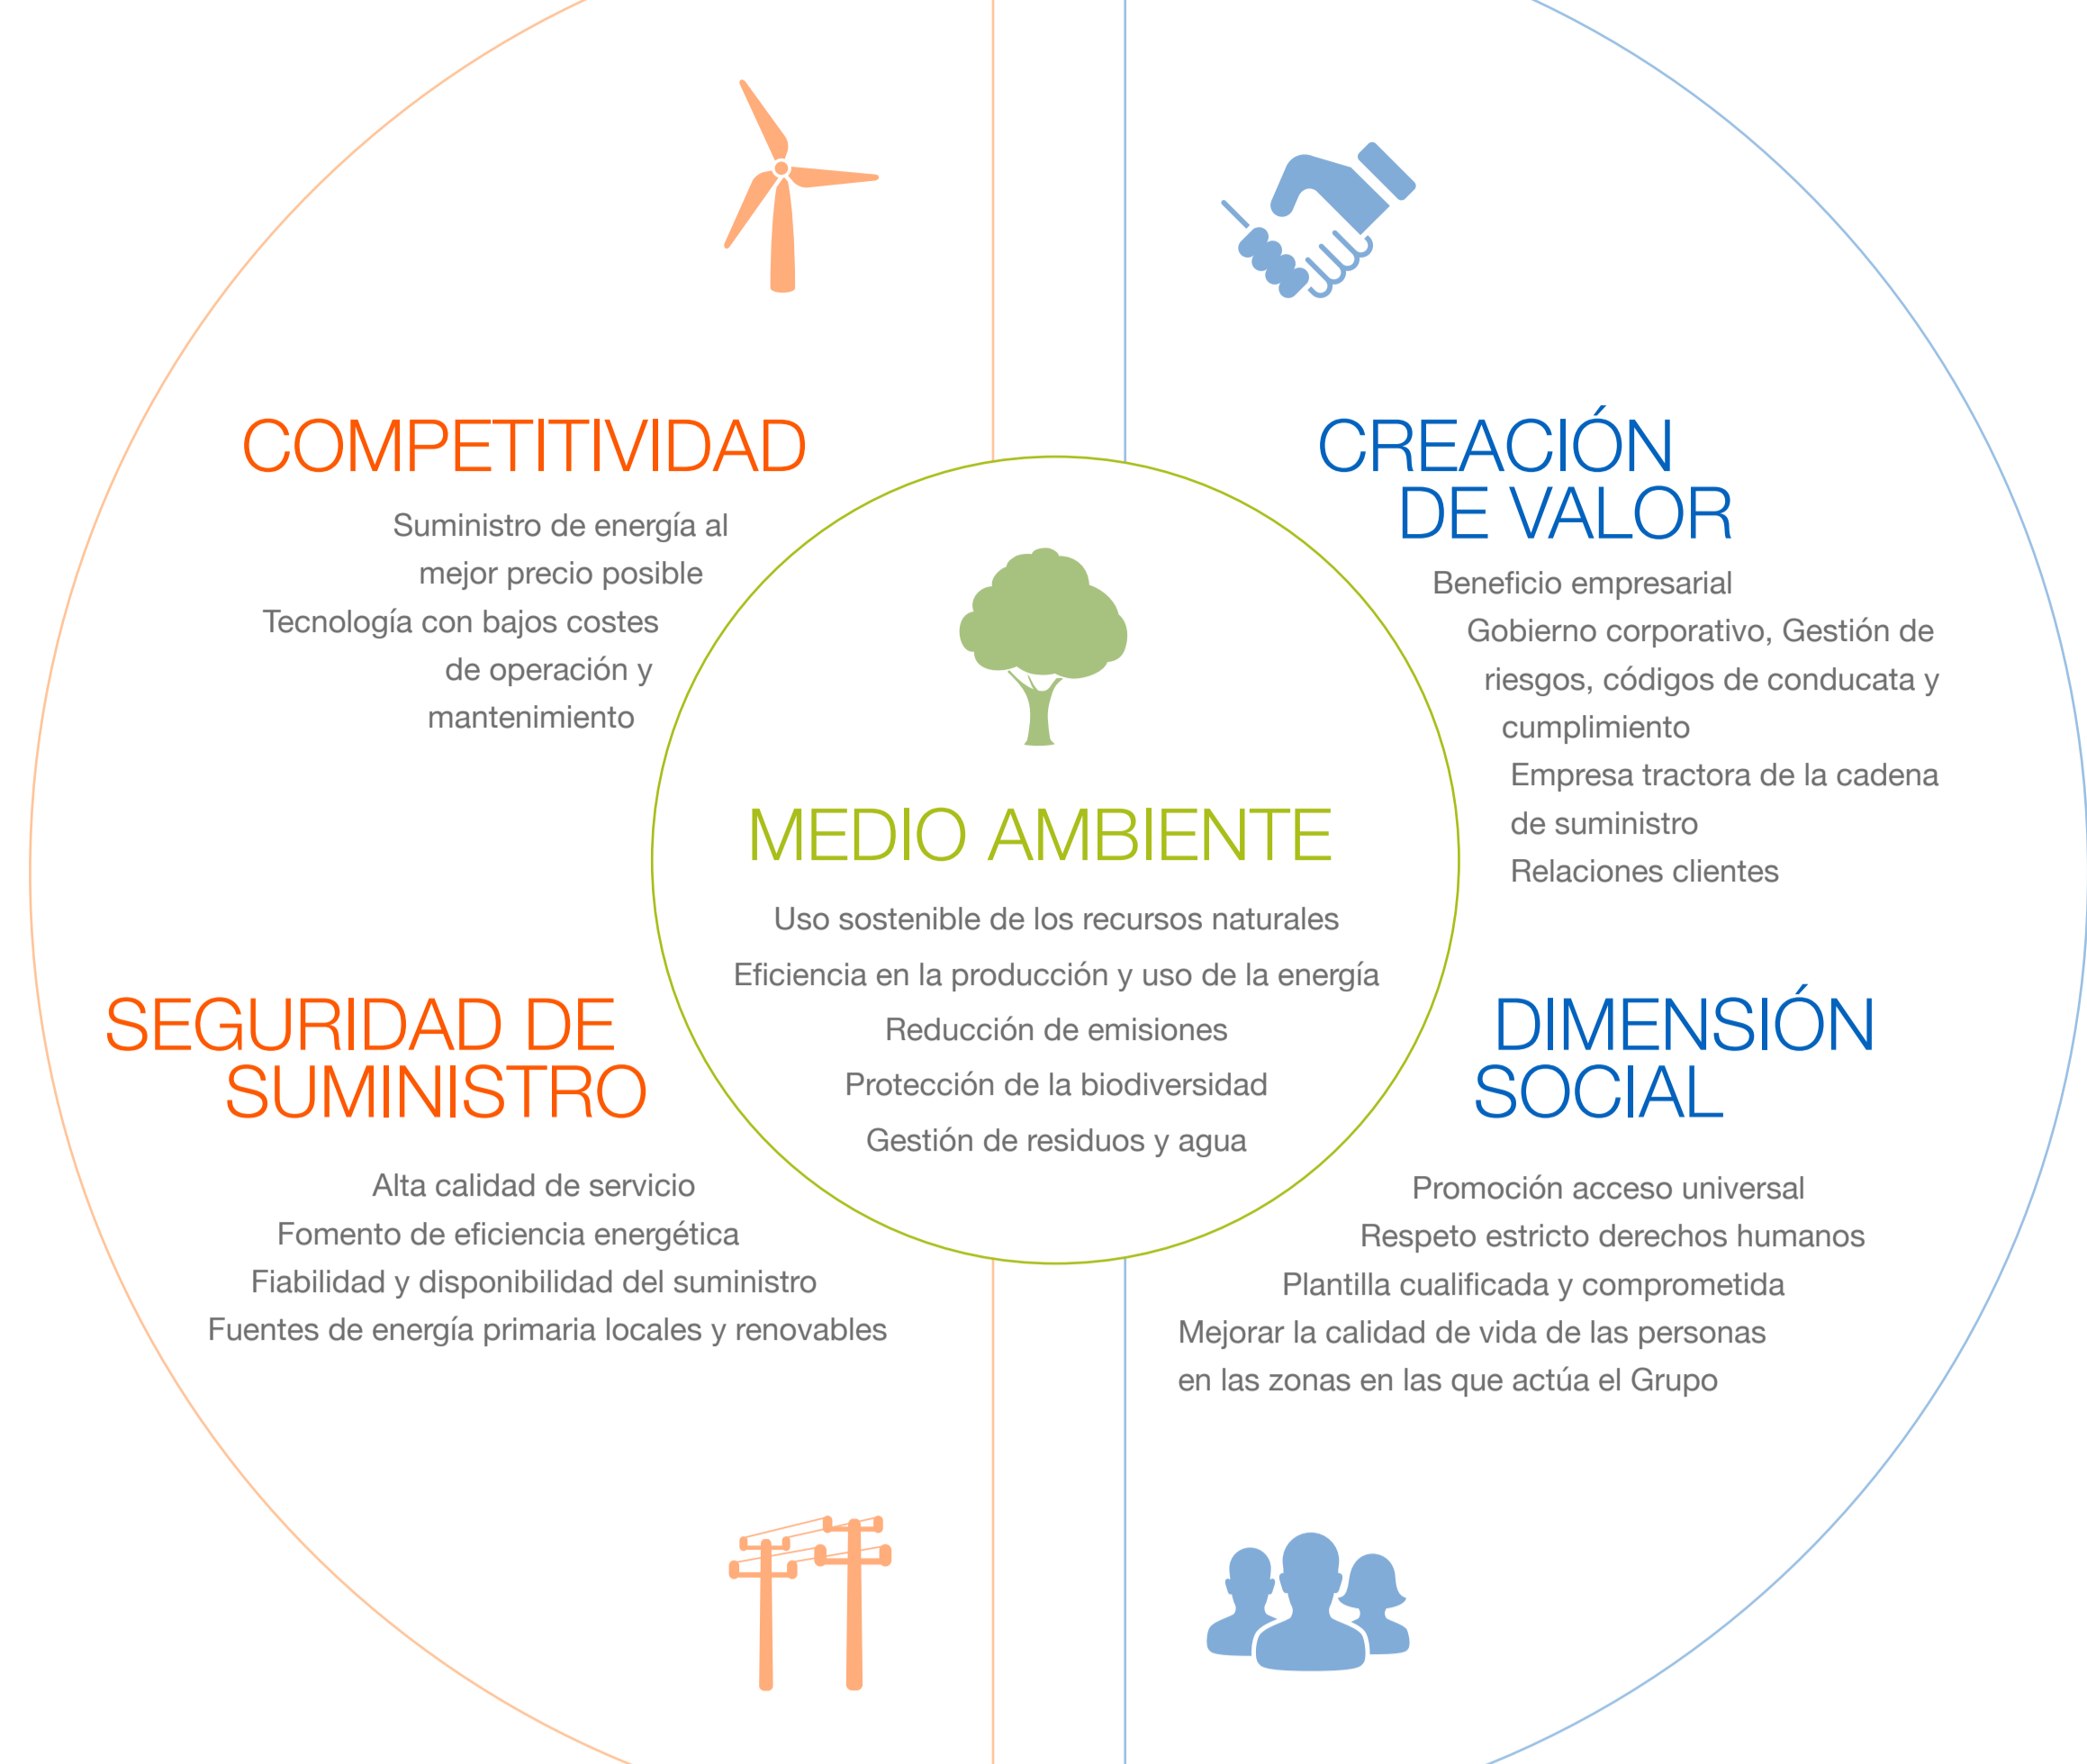 COMPETITIVIDAD
Suministro de energía al
mejor precio posible
Tecnología con bajos costes
de operación y
mantenimiento
CREACIÓN
DE VALOR
Beneficio empresarial
Gobierno corporativo, Gestión de
riesgos, códigos de conducata y
cumplimiento
Empresa tractora de la cadena
de suministro
Relaciones clientes
MEDIO AMBIENTE
Uso sostenible de los recursos naturales
Eficiencia en la producción y uso de la energía
Reducción de emisiones
Protección de la biodiversidad
Gestión de residuos y agua
SEGURIDAD DE
SUMINISTRO
Alta calidad de servicio
Fomento de eficiencia energética
Fiabilidad y disponibilidad del suministro
Fuentes de energía primaria locales y renovables
DIMENSIÓN
SOCIAL
Promoción acceso universal
Respeto estricto derechos humanos
Plantilla cualificada y comprometida
Mejorar la calidad de vida de las personas
en las zonas en las que actúa el Grupo